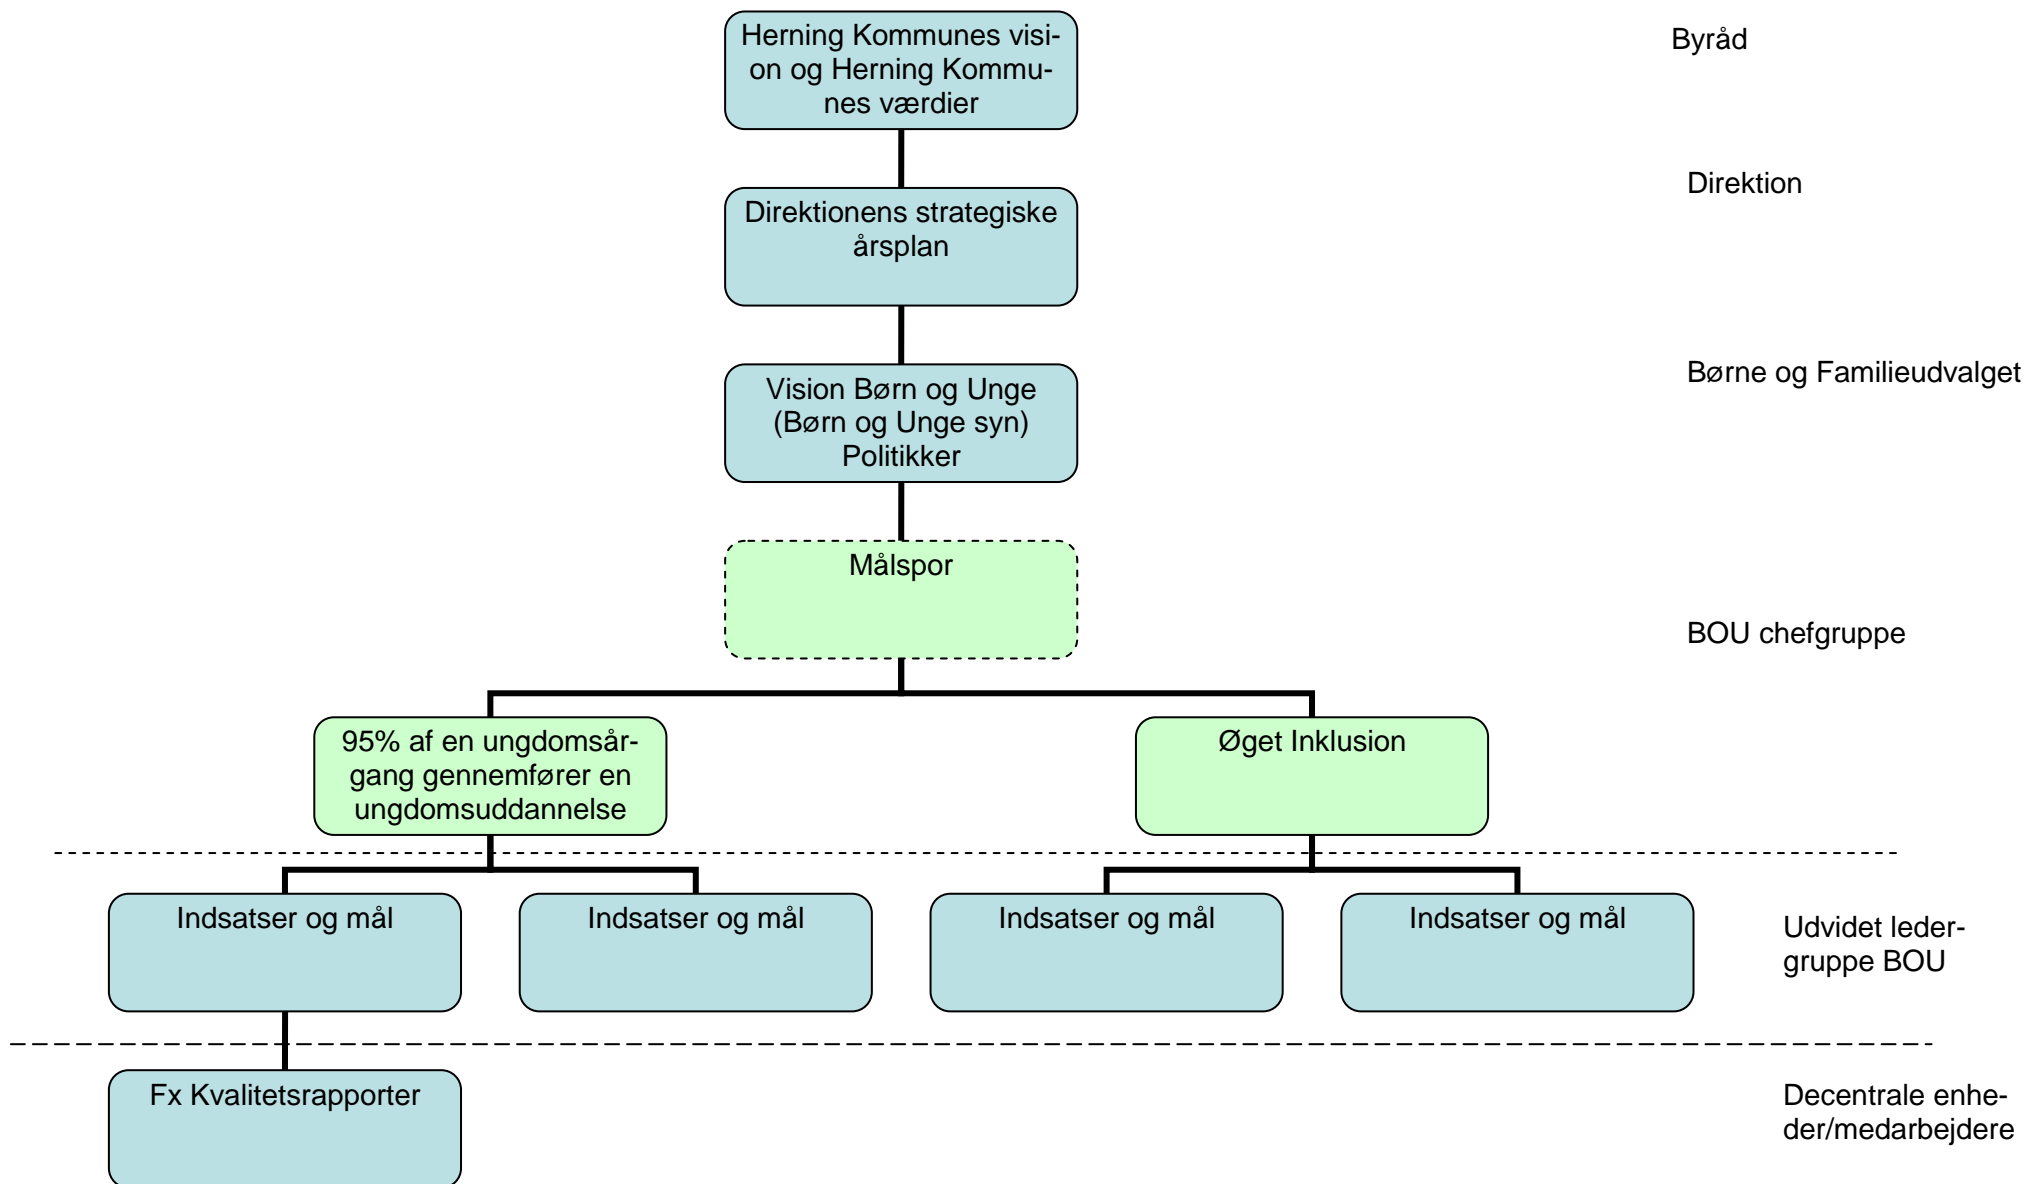 Herning Kommunes visi-
on og Herning Kommu-
nes værdier
Byråd
Direktion
Direktionens strategiske
årsplan
Børne og Familieudvalget
Vision Børn og Unge
(Børn og Unge syn)
Politikker
Målspor
BOU chefgruppe
95% af en ungdomsår-
gang gennemfører en
ungdomsuddannelse
Øget Inklusion
Indsatser og mål
Indsatser og mål
Indsatser og mål
Indsatser og mål
Udvidet leder-
gruppe BOU
Fx Kvalitetsrapporter
Decentrale enhe-
der/medarbejdere